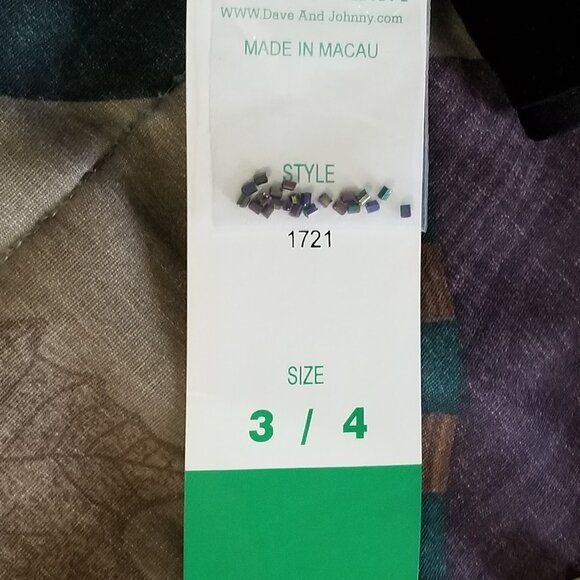 WWW.Dave And Johnny.com
MADE IN MACAU
STYLE
1721
SIZE
3 / 4